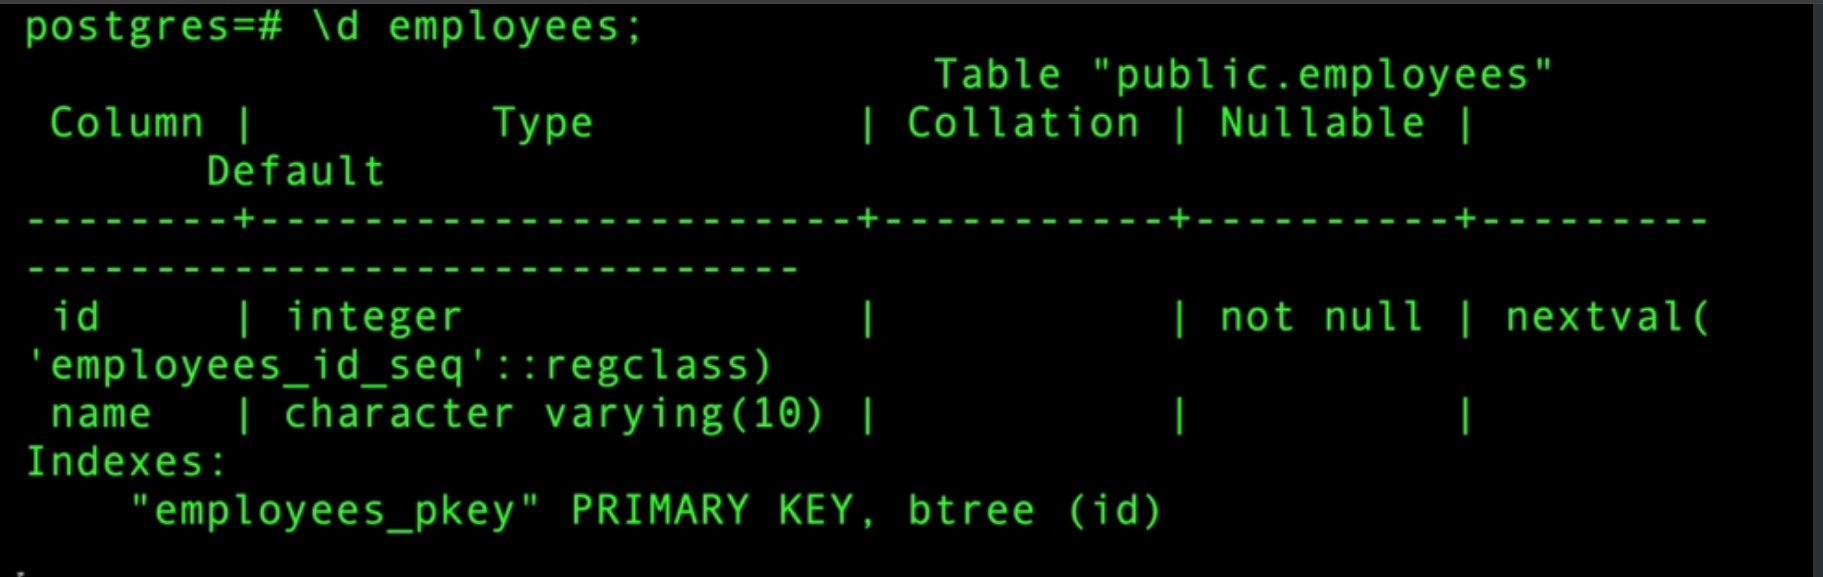 postgres=# \d employees;
Table "public.employees"
Column | Type | Collation | Nullable |
Default
--------+-----------------------+-----------+----------+---------
------------------------------
id | integer | | not null | nextval(
'employees_id_seq'::regclass)
name | character varying(10) | | |
Indexes:
"employees_pkey" PRIMARY KEY, btree (id)